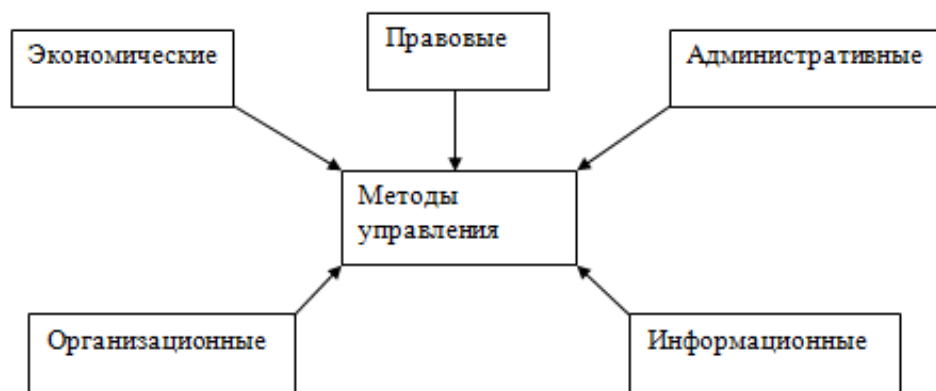 Экономические
Правовые
Административные
Методы
управления
Организационные
Информационные